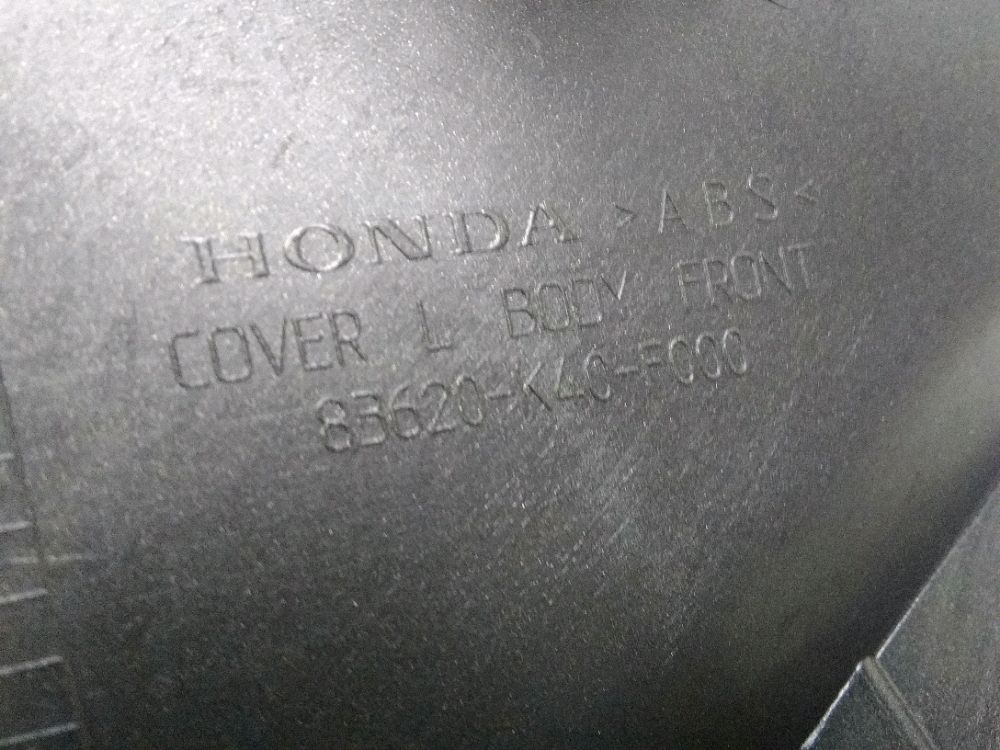 HONDA >ABS<
COVER L BODY FRONT
83620-K40-F000